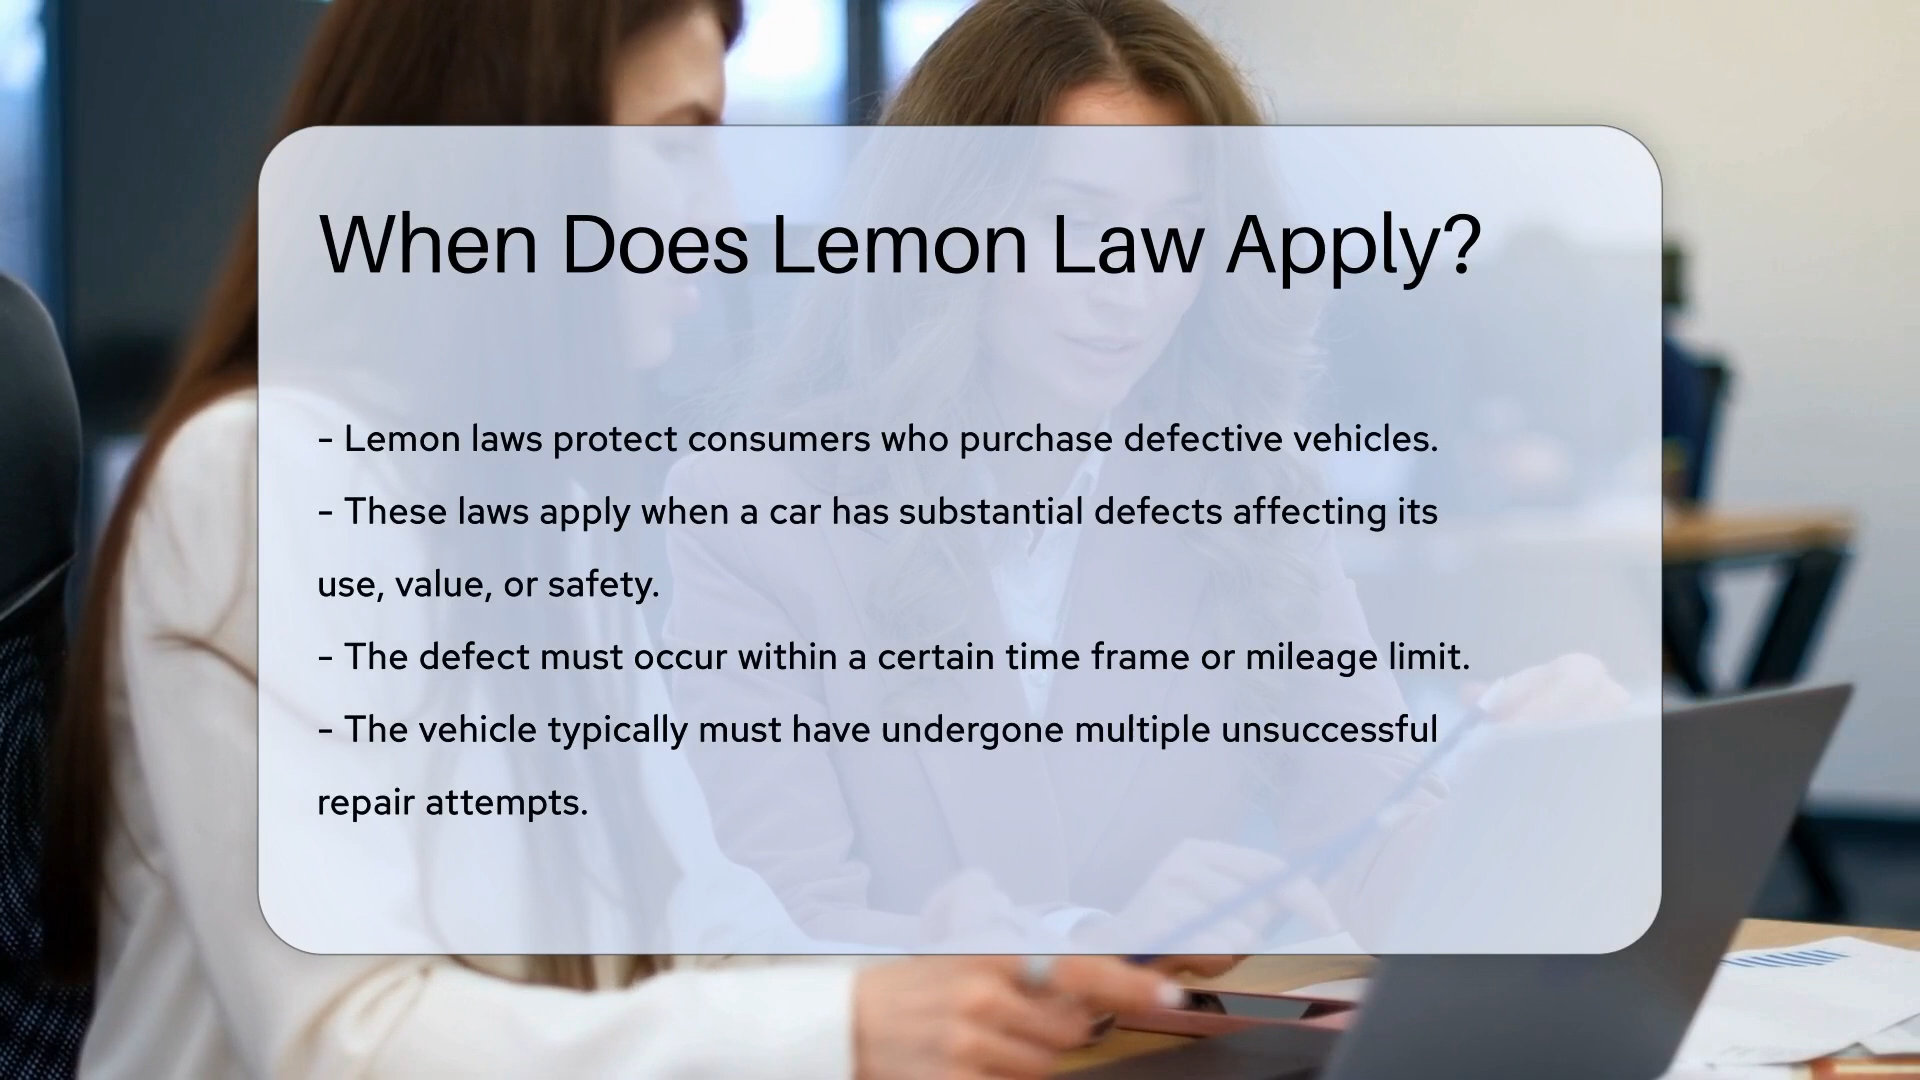 When Does Lemon Law Apply?
- Lemon laws protect consumers who purchase defective vehicles.
- These laws apply when a car has substantial defects affecting its
use, value, or safety.
- The defect must occur within a certain time frame or mileage limit.
- The vehicle typically must have undergone multiple unsuccessful
repair attempts.